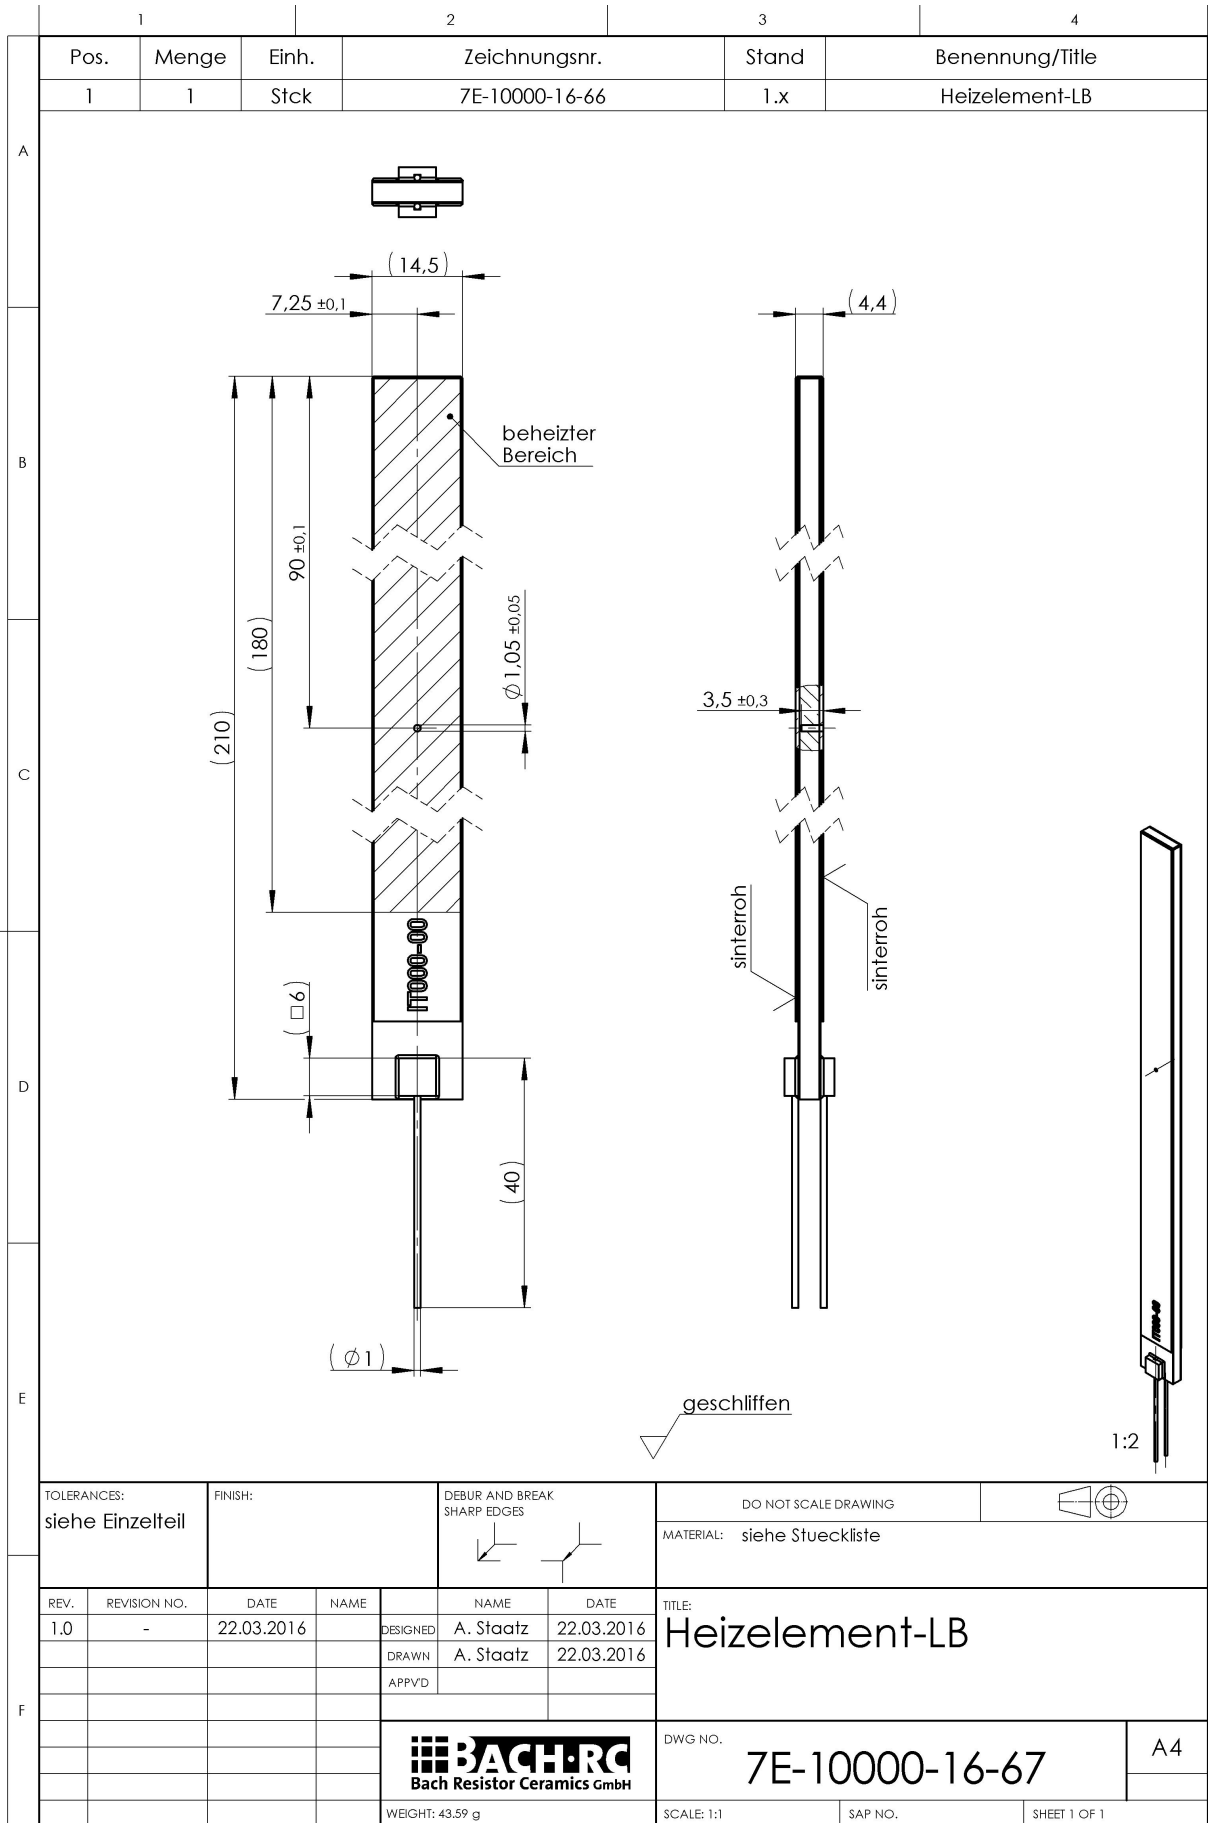 1 2 3 4
Pos. Menge Einh. Zeichnungsnr. Stand Benennung/Title
1 1 Stck 7E-10000-16-66 1.x Heizelement-LB
A
B
C
D
E
F
(14,5)
7,25 ±0,1
(4,4)
beheizter
Bereich
90 ±0,1
(180)
(210)
Ø1,05 ±0,05
3,5 ±0,3
sinterroh
sinterroh
IT000-00
(□6)
(40)
(Ø1)
IT000-00
1:2
geschliffen
TOLERANCES:
siehe Einzelteil
FINISH:
DEBUR AND BREAK
SHARP EDGES
DO NOT SCALE DRAWING
MATERIAL: siehe Stueckliste
REV. REVISION NO. DATE NAME
1.0 - 22.03.2016
NAME DATE
DESIGNED A. Staatz 22.03.2016
DRAWN A. Staatz 22.03.2016
APPV'D
TITLE:
Heizelement-LB
BACH·RC
Bach Resistor Ceramics GmbH
DWG NO.
7E-10000-16-67
A4
WEIGHT: 43.59 g
SCALE: 1:1
SAP NO.
SHEET 1 OF 1